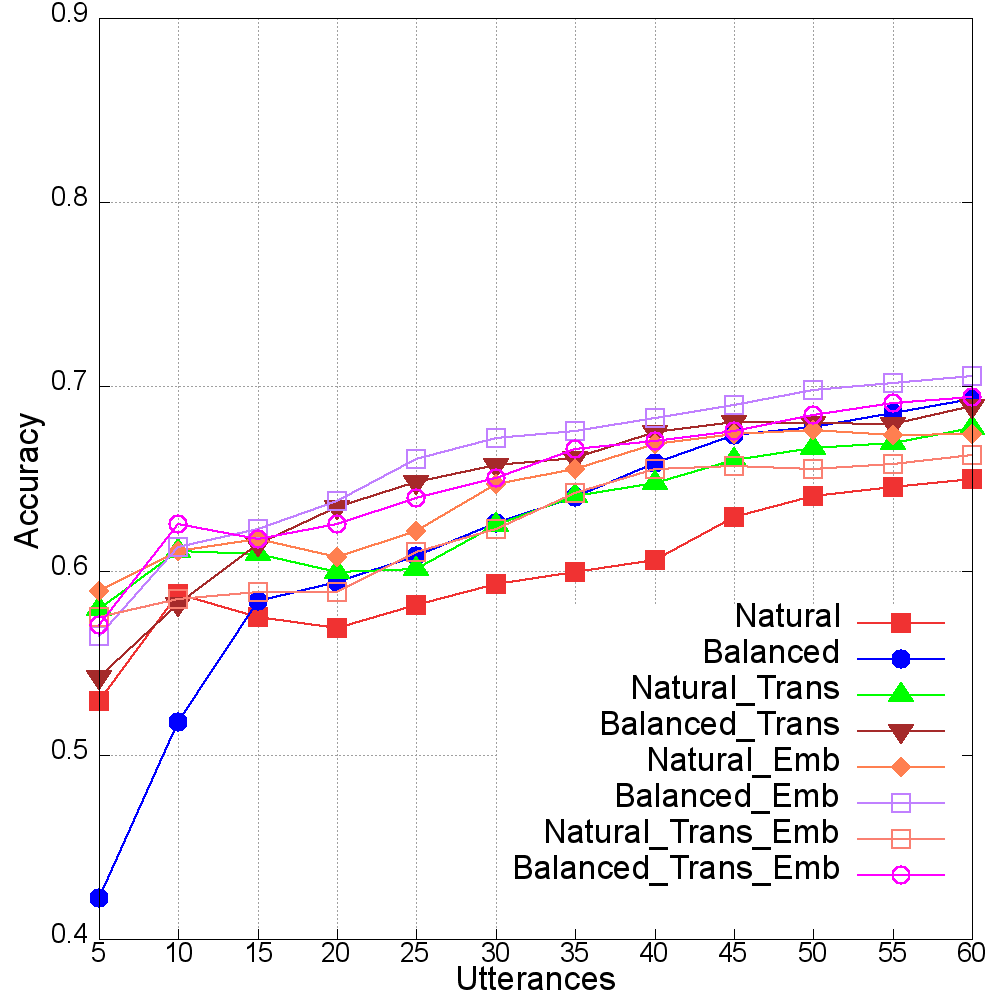 0.9
0.8
0.7
0.6
0.5
0.4
Accuracy
Natural
Balanced
Natural_Trans
Balanced_Trans
Natural_Emb
Balanced_Emb
Natural_Trans_Emb
Balanced_Trans_Emb
5 10 15 20 25 30 35 40 45 50 55 60
Utterances